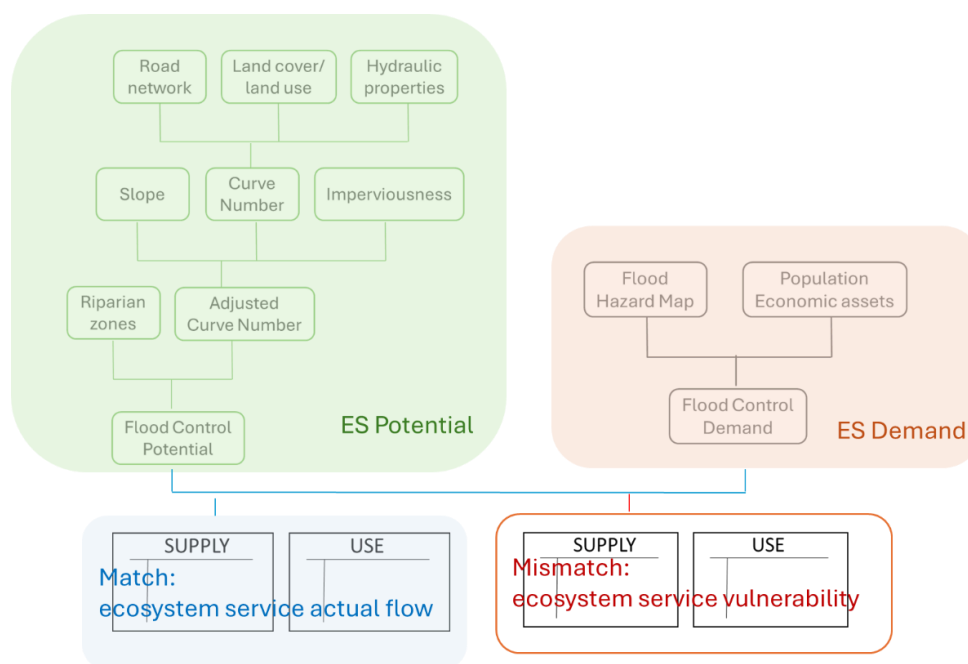 Road
network
Land cover/
land use
Hydraulic
properties
Slope
Curve
Number
Imperviousness
Riparian
zones
Adjusted
Curve Number
Flood Control
Potential
ES Potential
Flood
Hazard Map
Population
Economic assets
Flood Control
Demand
ES Demand
SUPPLY
USE
Match:
ecosystem service actual flow
SUPPLY
USE
Mismatch:
ecosystem service vulnerability